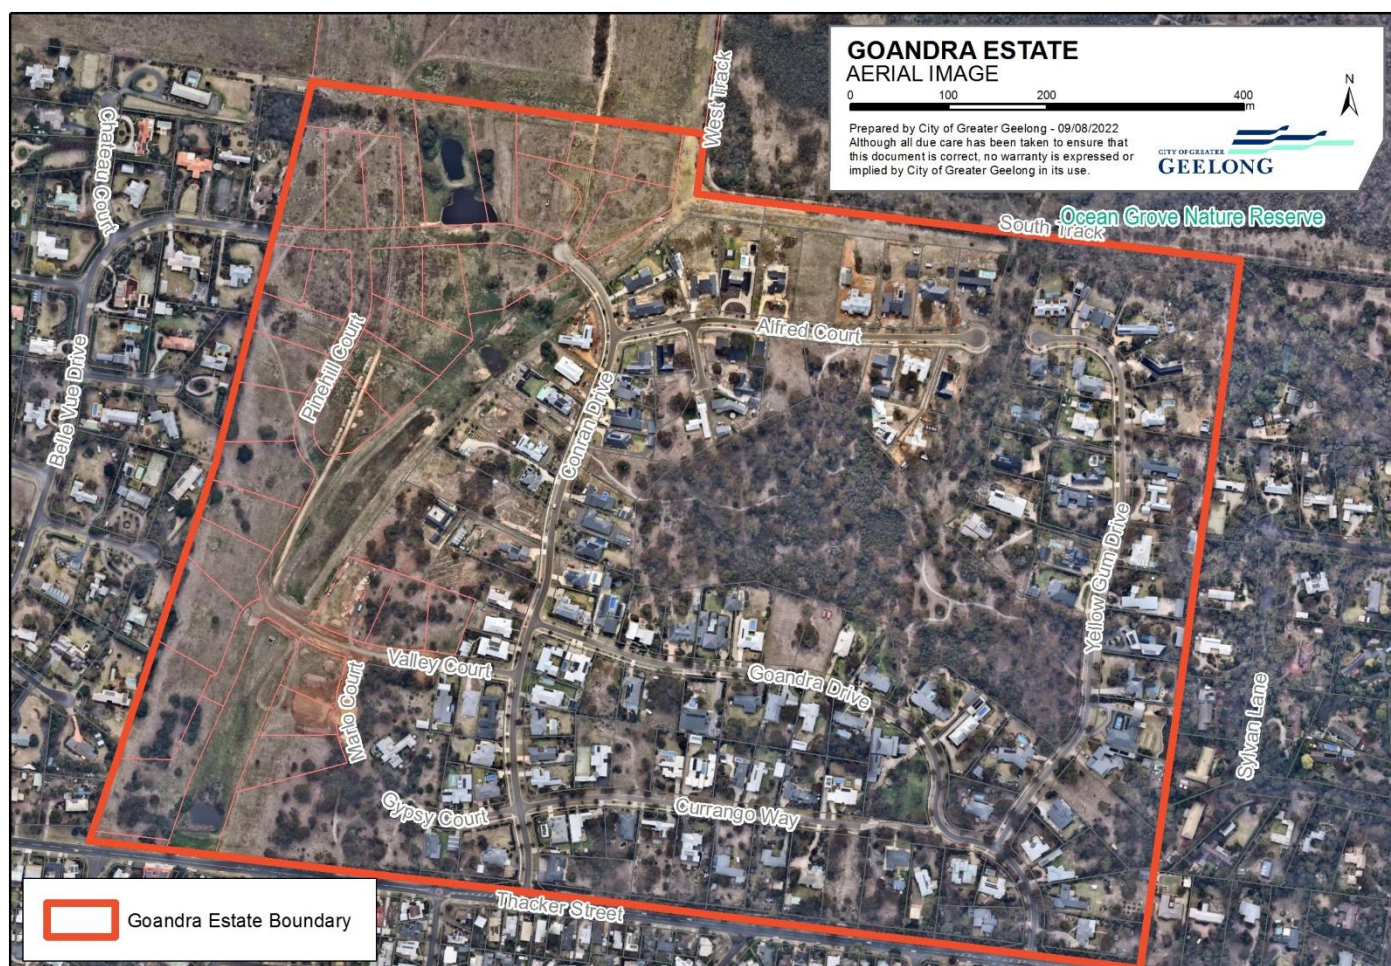 GOANDRA ESTATE
AERIAL IMAGE
0 100 200 400
m
N
Prepared by City of Greater Geelong - 09/08/2022
Although all due care has been taken to ensure that
this document is correct, no warranty is expressed or
implied by City of Greater Geelong in its use.
CITY OF GREATER
GEELONG
West Track
Chateau Court
Ocean Grove Nature Reserve
South Track
Alfred Court
Pinehill Court
Belle Vue Drive
Conran Drive
Yellow Gum Drive
Valley Court
Marlo Court
Goandra Drive
Sylvan Lane
Gypsy Court
Currango Way
Thacker Street
Goandra Estate Boundary